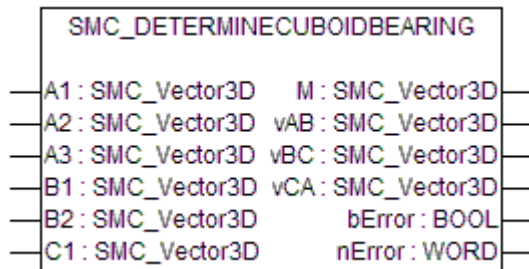 SMC_DETERMINECUBOIDBEARING
A1 : SMC_Vector3D M : SMC_Vector3D
A2 : SMC_Vector3D vAB : SMC_Vector3D
A3 : SMC_Vector3D vBC : SMC_Vector3D
B1 : SMC_Vector3D vCA : SMC_Vector3D
B2 : SMC_Vector3D bError : BOOL
C1 : SMC_Vector3D nError : WORD